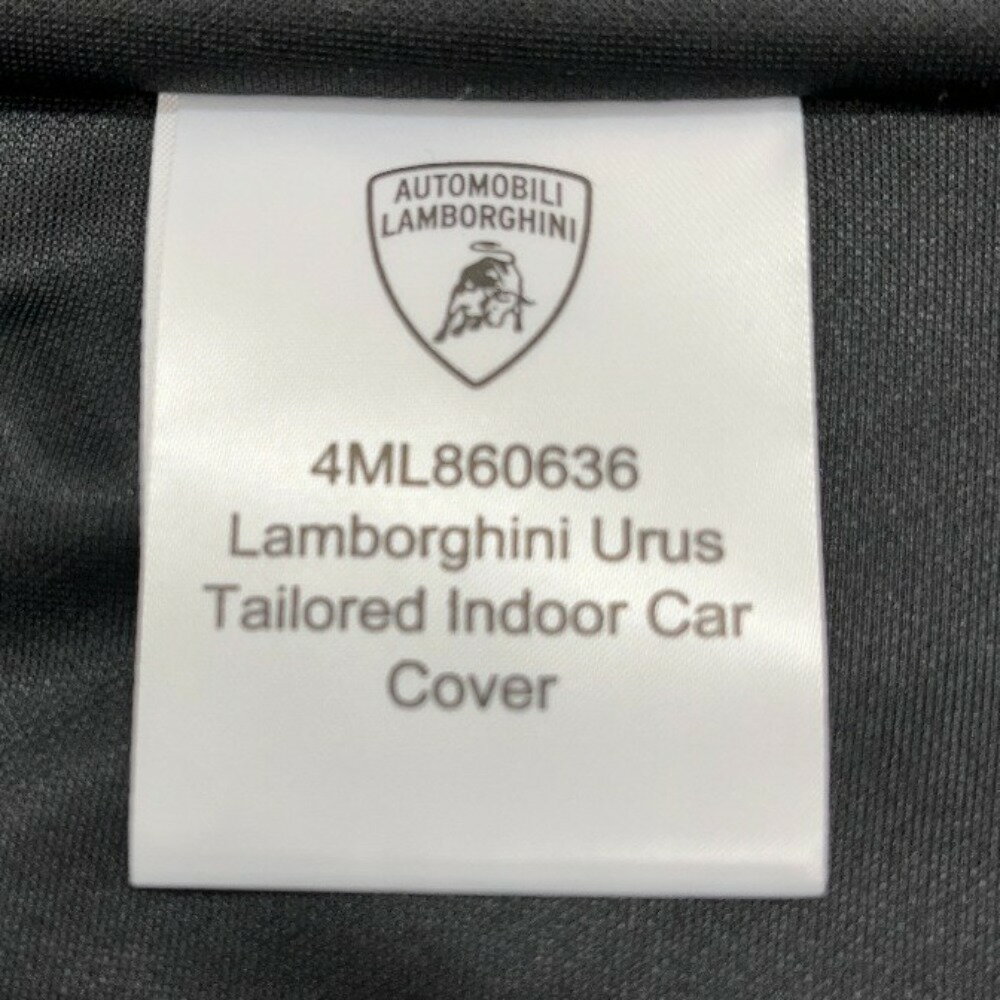 AUTOMOBILI
LAMBORGHINI
4ML860636
Lamborghini Urus
Tailored Indoor Car
Cover